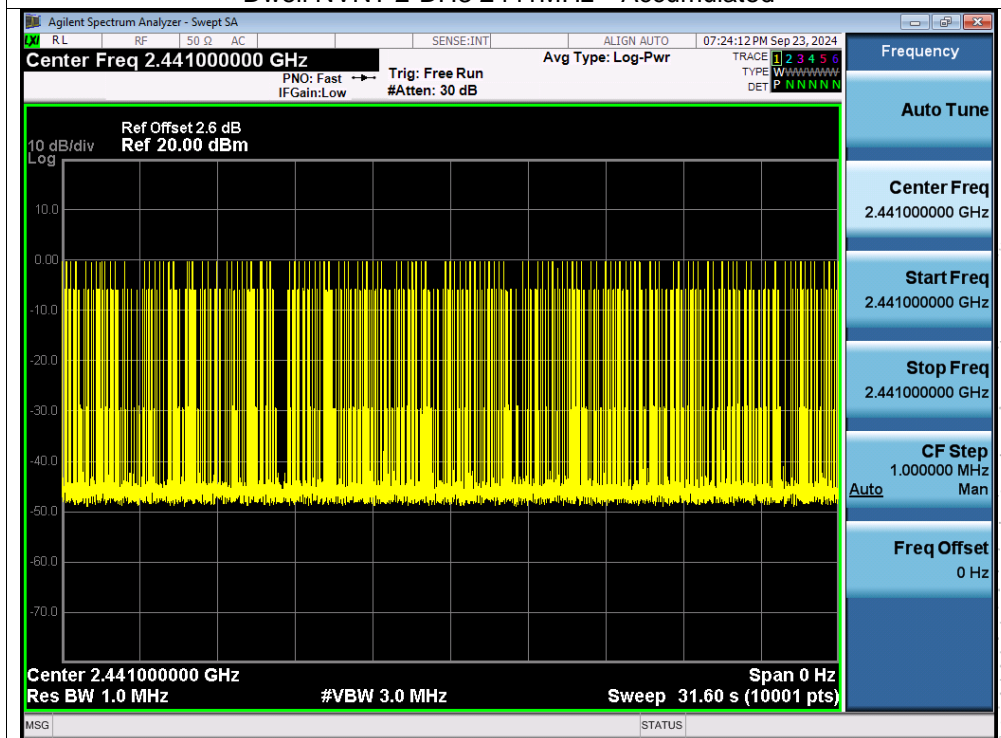 Agilent Spectrum Analyzer - Swept SA
LXI RL RF 50 Ω AC SENSE:INT ALIGN AUTO 07:24:12 PM Sep 23, 2024
Center Freq 2.441000000 GHz
PNO: Fast
IFGain:Low
Trig: Free Run
#Atten: 30 dB
Avg Type: Log-Pwr
TRACE 1 2 3 4 5 6
TYPE WWWWWW
DET P N N N N N
Ref Offset 2.6 dB
10 dB/div Ref 20.00 dBm
Log
10.0
0.00
-10.0
-20.0
-30.0
-40.0
-50.0
-60.0
-70.0
Center 2.441000000 GHz Span 0 Hz
Res BW 1.0 MHz #VBW 3.0 MHz Sweep 31.60 s (10001 pts)
MSG STATUS
Frequency
Auto Tune
Center Freq
2.441000000 GHz
Start Freq
2.441000000 GHz
Stop Freq
2.441000000 GHz
CF Step
1.000000 MHz
Auto Man
Freq Offset
0 Hz